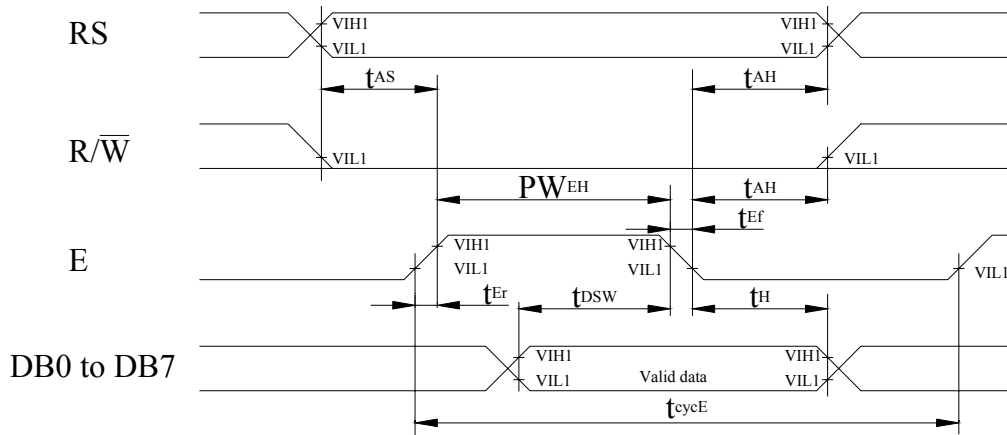 RS
VIH1
VIL1
VIH1
VIL1
tAS
tAH
R/W̅
VIL1
VIL1
PWEH
tAH
tEf
E
VIH1
VIL1
VIH1
VIL1
VIL1
tEr
tDSW
tH
DB0 to DB7
VIH1
VIL1
Valid data
VIH1
VIL1
tcycE